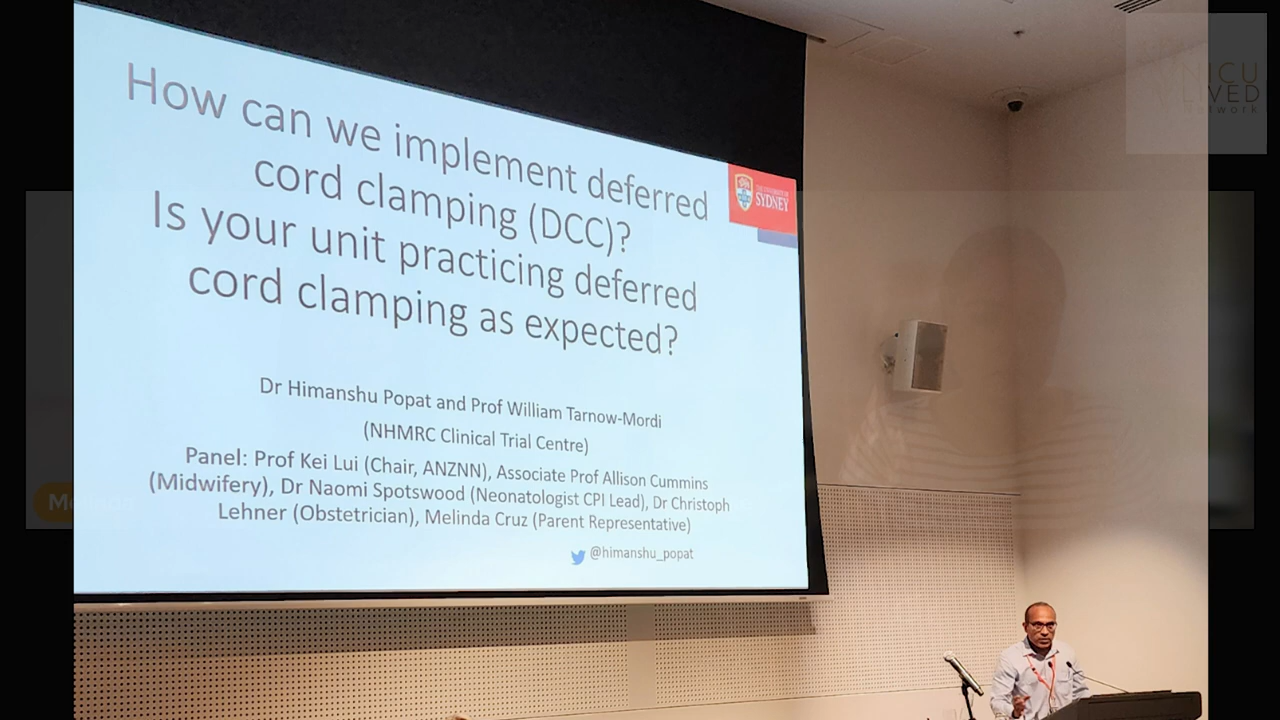 How can we implement deferred
cord clamping (DCC)?
Is your unit practicing deferred
cord clamping as expected?
THE UNIVERSITY OF
SYDNEY
Dr Himanshu Popat and Prof William Tarnow-Mordi
(NHMRC Clinical Trial Centre)
Panel: Prof Kei Lui (Chair, ANZNN), Associate Prof Allison Cummins
(Midwifery), Dr Naomi Spotswood (Neonatologist CPI Lead), Dr Christoph
Lehner (Obstetrician), Melinda Cruz (Parent Representative)
@himanshu_popat
NICU
Network